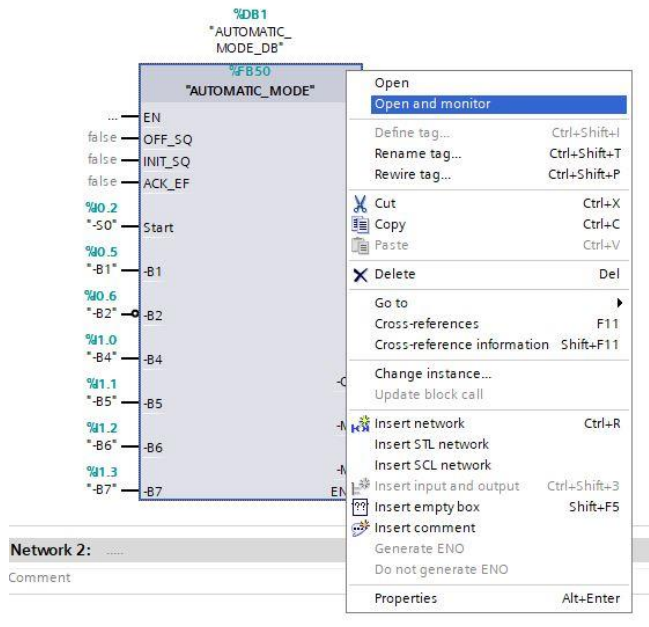 %DB1
"AUTOMATIC_
MODE_DB"
%FB50
"AUTOMATIC_MODE"
... EN
false OFF_SQ
false INIT_SQ
false ACK_EF
%I0.2
"-S0" Start
%I0.5
"-B1" -B1
%I0.6
"-B2" -B2
%I1.0
"-B4" -B4
%I1.1
"-B5" -B5
%I1.2
"-B6" -B6
%I1.3
"-B7" -B7
EN
Open
Open and monitor
Define tag... Ctrl+Shift+I
Rename tag... Ctrl+Shift+T
Rewire tag... Ctrl+Shift+P
Cut Ctrl+X
Copy Ctrl+C
Paste Ctrl+V
Delete Del
Go to
Cross-references F11
Cross-reference information Shift+F11
Change instance...
Update block call
Insert network Ctrl+R
Insert STL network
Insert SCL network
Insert input and output Ctrl+Shift+3
Insert empty box Shift+F5
Insert comment
Generate ENO
Do not generate ENO
Properties Alt+Enter
Network 2: .....
Comment